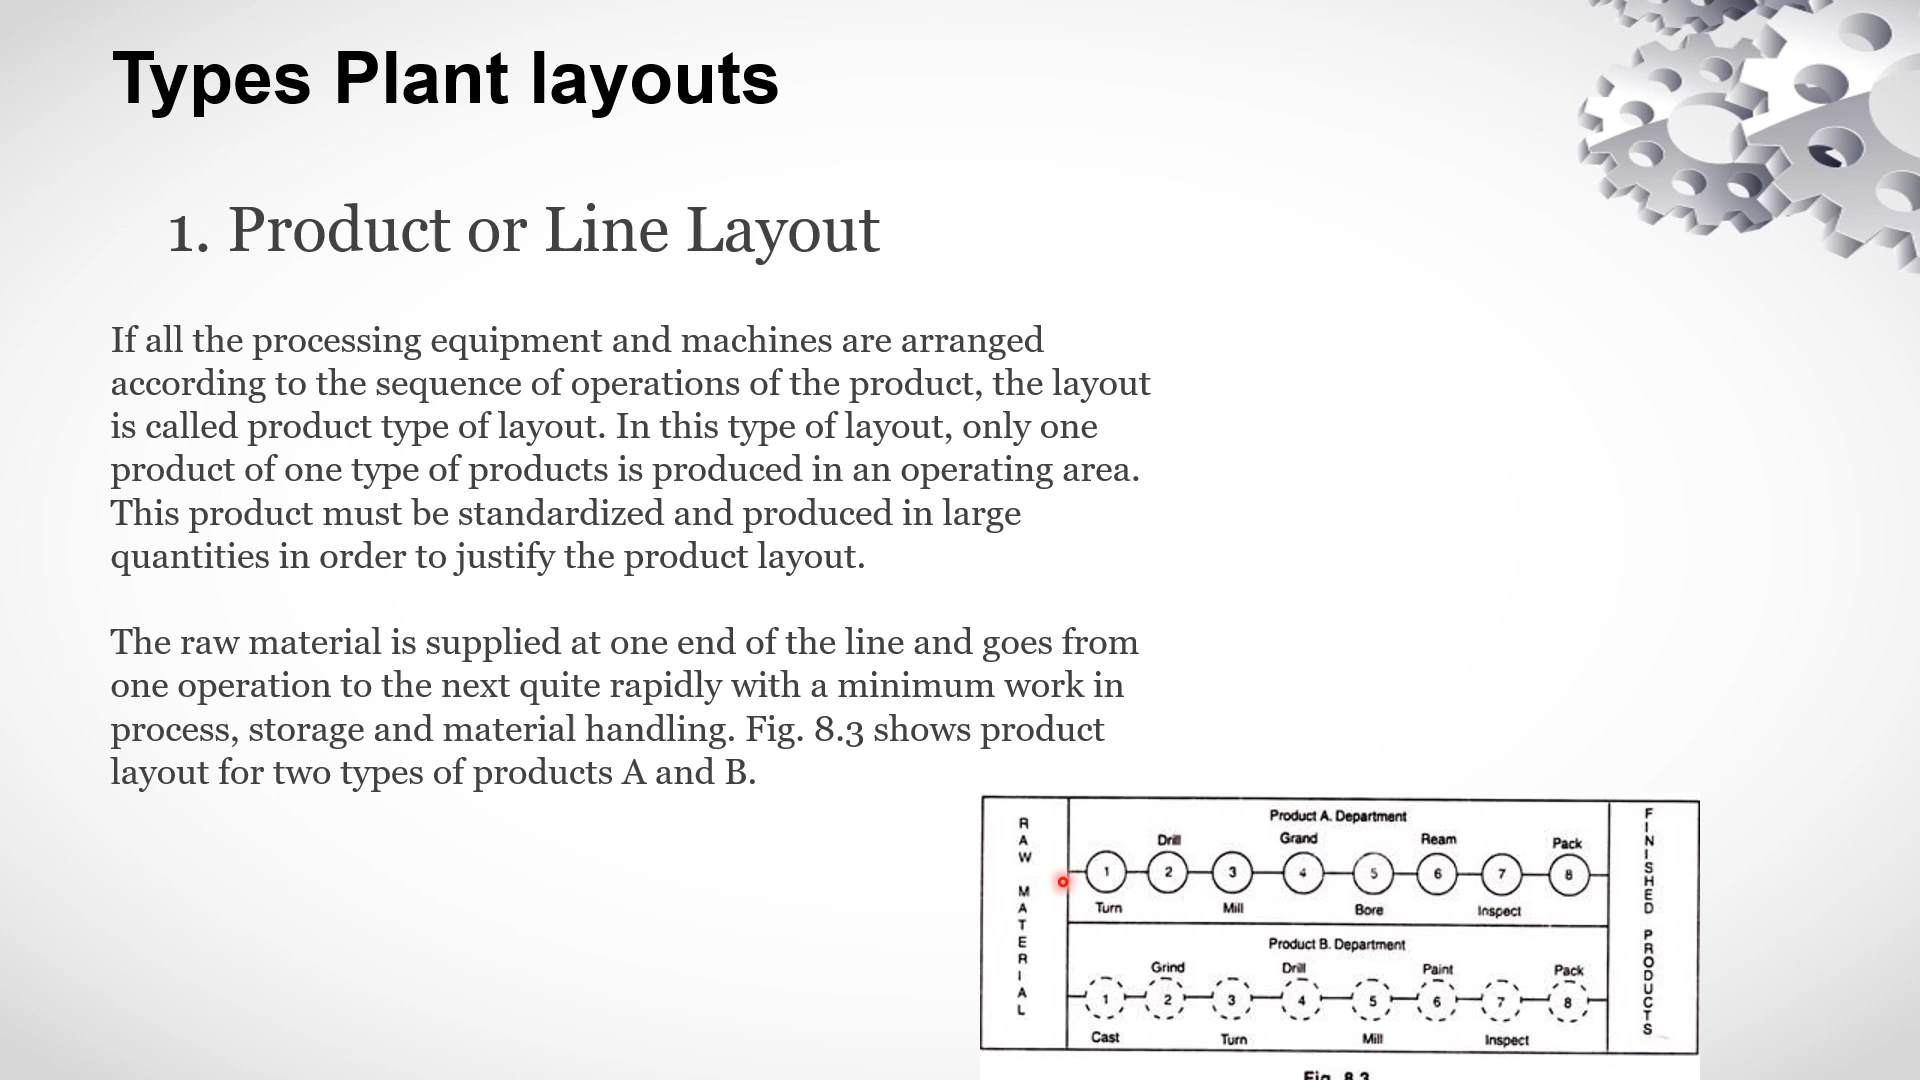 Types Plant layouts
1. Product or Line Layout
If all the processing equipment and machines are arranged
according to the sequence of operations of the product, the layout
is called product type of layout. In this type of layout, only one
product of one type of products is produced in an operating area.
This product must be standardized and produced in large
quantities in order to justify the product layout.
The raw material is supplied at one end of the line and goes from
one operation to the next quite rapidly with a minimum work in
process, storage and material handling. Fig. 8.3 shows product
layout for two types of products A and B.
RAW MATERIAL
Product A. Department
Drill Grand Ream Pack
1 2 3 4 5 6 7 8
Turn Mill Bore Inspect
Product B. Department
Grind Drill Paint Pack
1 2 3 4 5 6 7 8
Cast Turn Mill Inspect
FINISHED PRODUCTS
Fig. 8.3